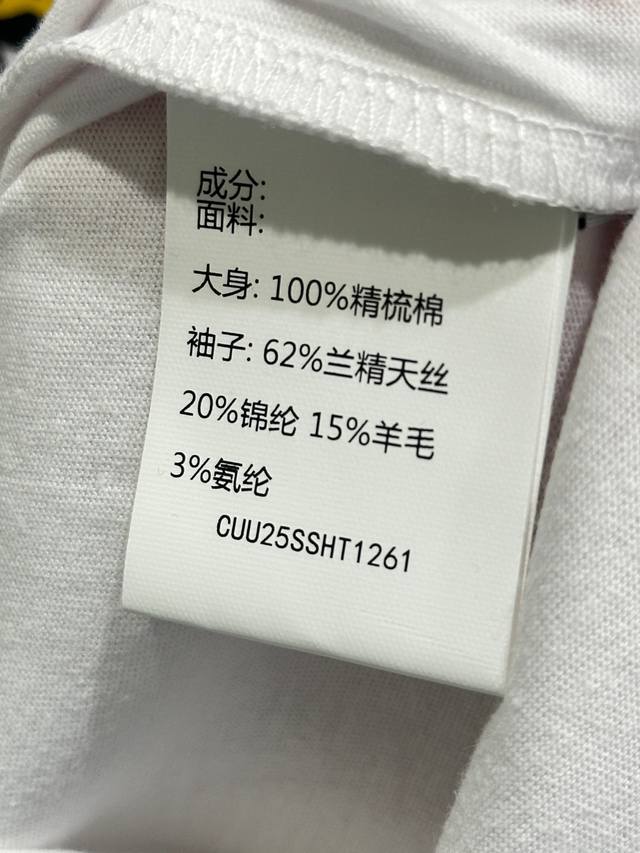 成分:
面料:
大身: 100%精梳棉
袖子: 62%兰精天丝
20%锦纶 15%羊毛
3%氨纶
CUU25SSHT1261